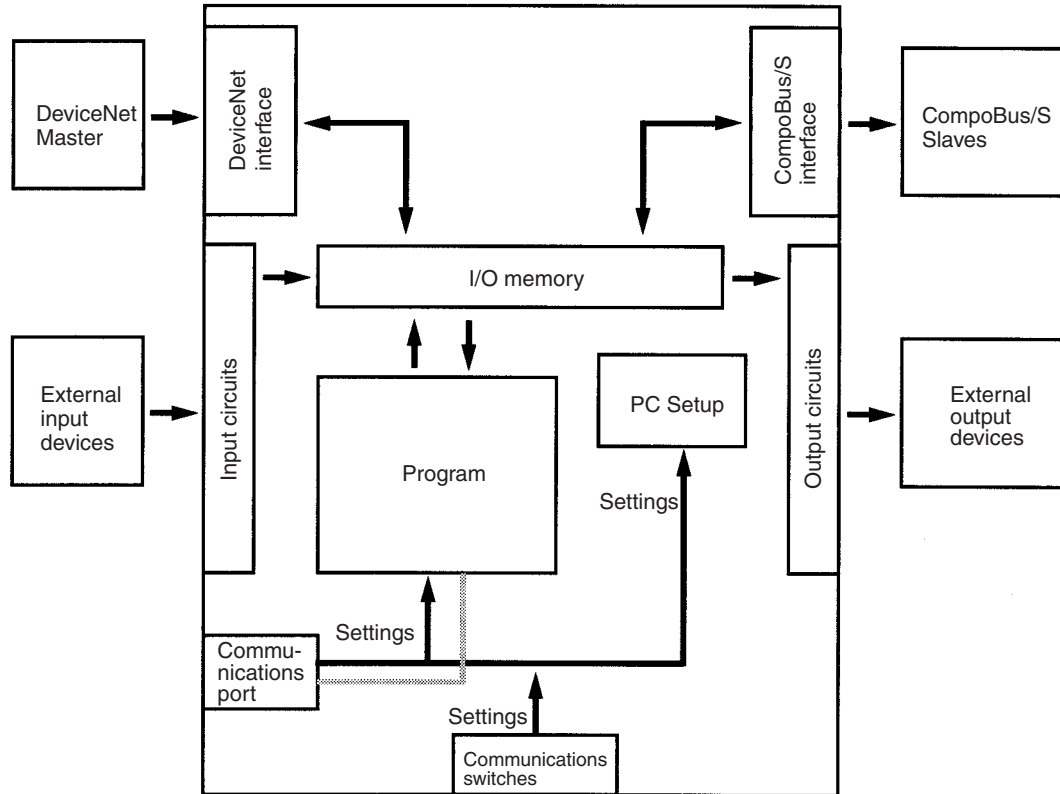 DeviceNet
Master
DeviceNet
interface
CompoBus/S
interface
CompoBus/S
Slaves
I/O memory
External
input
devices
Input circuits
Program
PC Setup
Output circuits
External
output
devices
Settings
Settings
Commu-
nications
port
Settings
Communications
switches